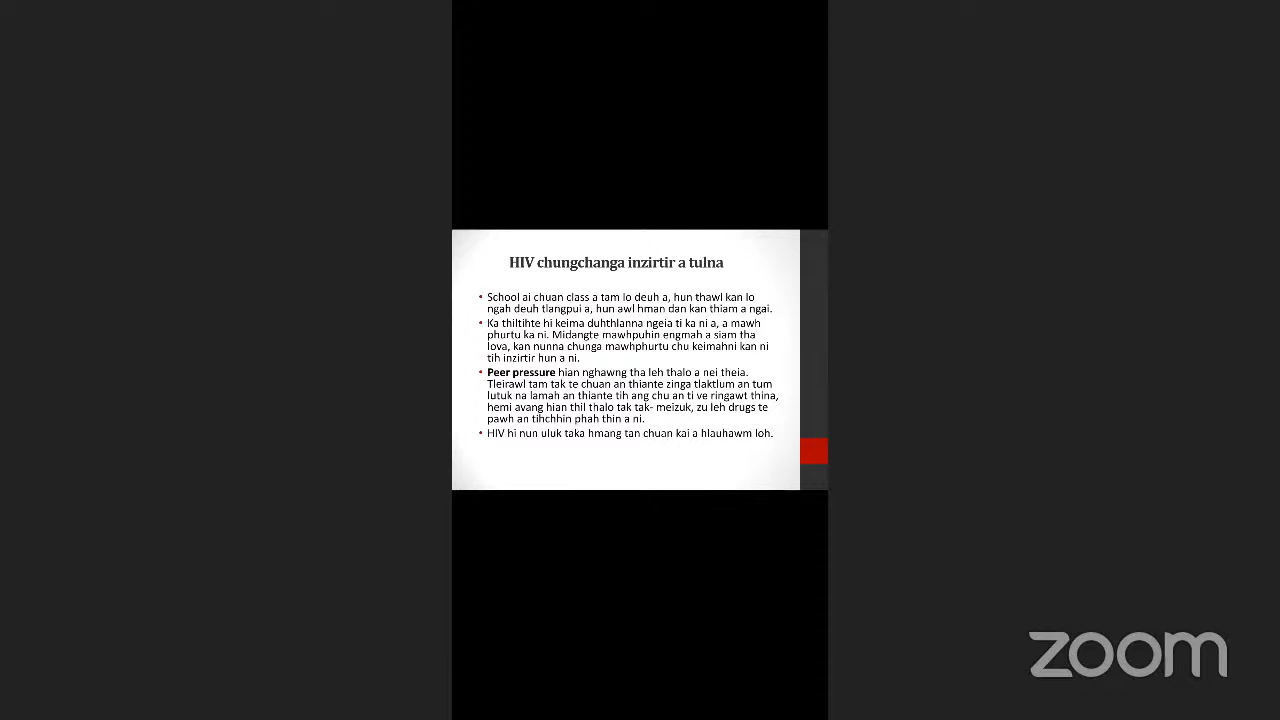 HIV chungchanga inzirtir a tulna
• School ai chuan class a tam lo deuh a, hun thawl kan lo
ngah deuh tlangpui a, hun awl hman dan kan thiam a ngai.
• Ka thiltihte hi keima duhthlanna ngeia ti ka ni a, a mawh
phurtu ka ni. Midangte mawhpuhin engmah a siam tha
lova, kan nunna chunga mawhphurtu chu keimahni kan ni
tih inzirtir hun a ni.
• Peer pressure hian nghawng tha leh thalo a nei theia.
Tleirawl tam tak te chuan an thiante zinga tlaktlum an tum
lutuk na lamah an thiante tih ang chu an ti ve ringawt thina,
hemi avang hian thil thalo tak tak- meizuk, zu leh drugs te
pawh an tihchhin phah thin a ni.
• HIV hi nun uluk taka hmang tan chuan kai a hlauhawm loh.
zoom